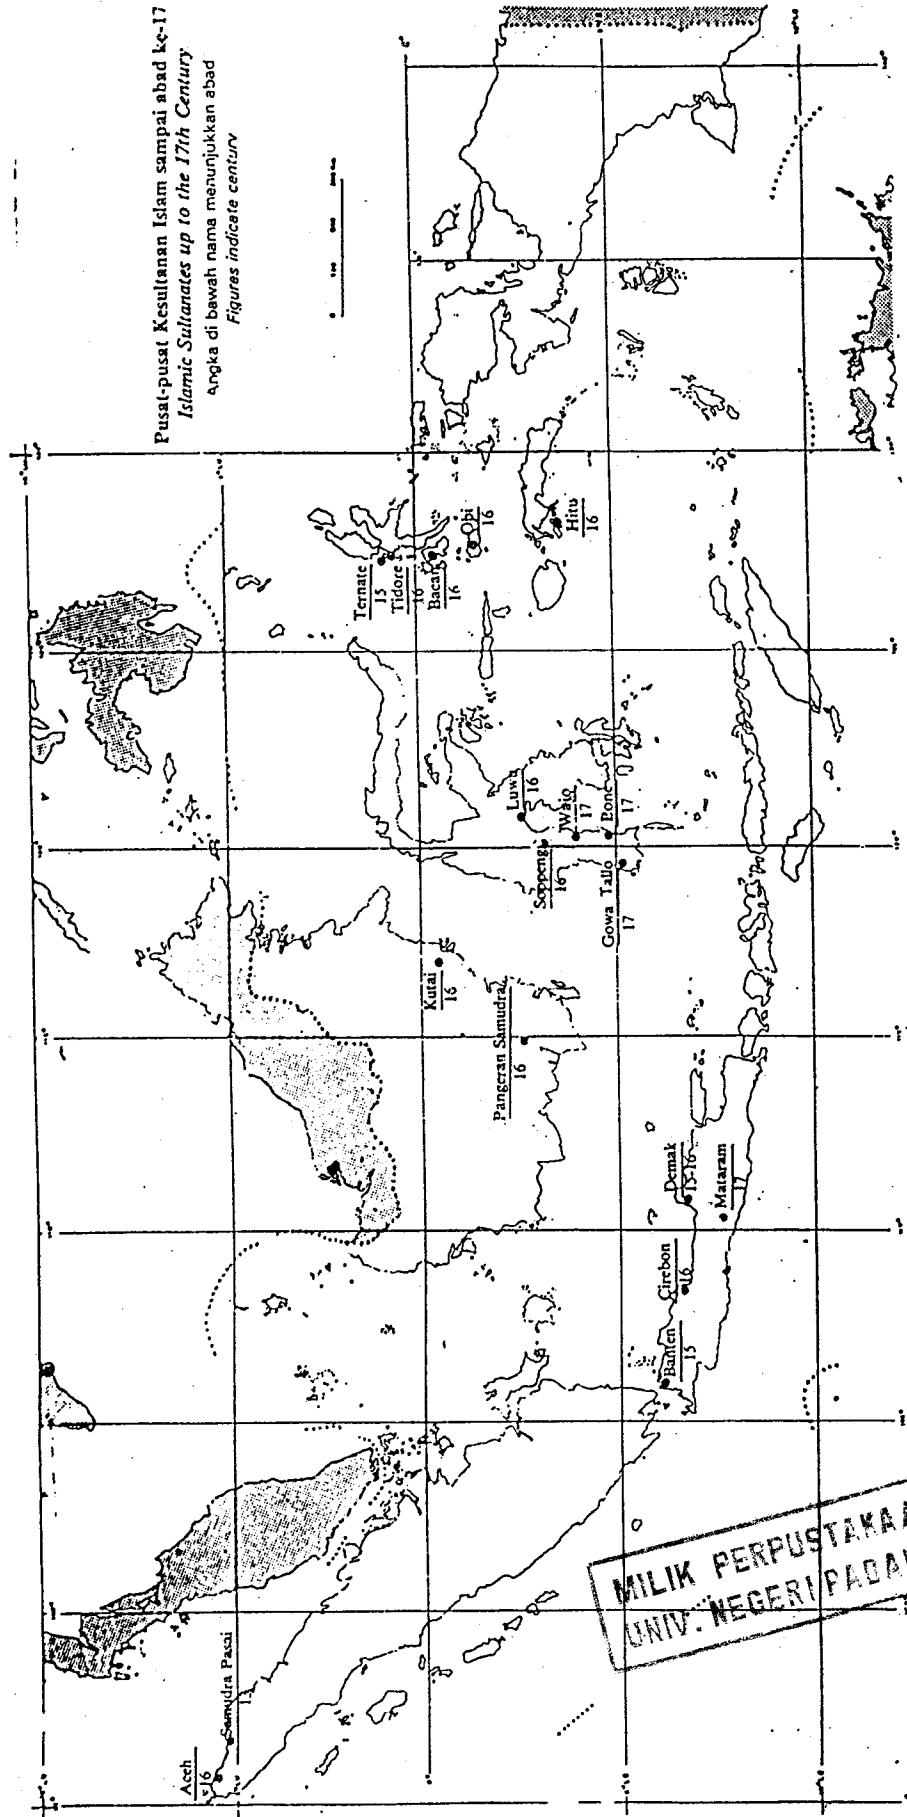 Pusat-pusat Kesultanan Islam sampai abad ke-17
Islamic Sultanates up to the 17th Century
Angka di bawah nama menunjukkan abad
Figures indicate century
Aceh
16
Samudra Pasai
13
Banten
15
Cirebon
16
Demak
15-16
Mataram
17
Pangeran Samudra
16
Kutai
16
Gowa Tallo
17
Soppeng
16
Luwu
16
Wajo
17
Bone
17
Ternate
15
Tidore
16
Bacan
16
Obi
16
Hitu
16
MILIK PERPUSTAKAA
UNIV. NEGERI PADA